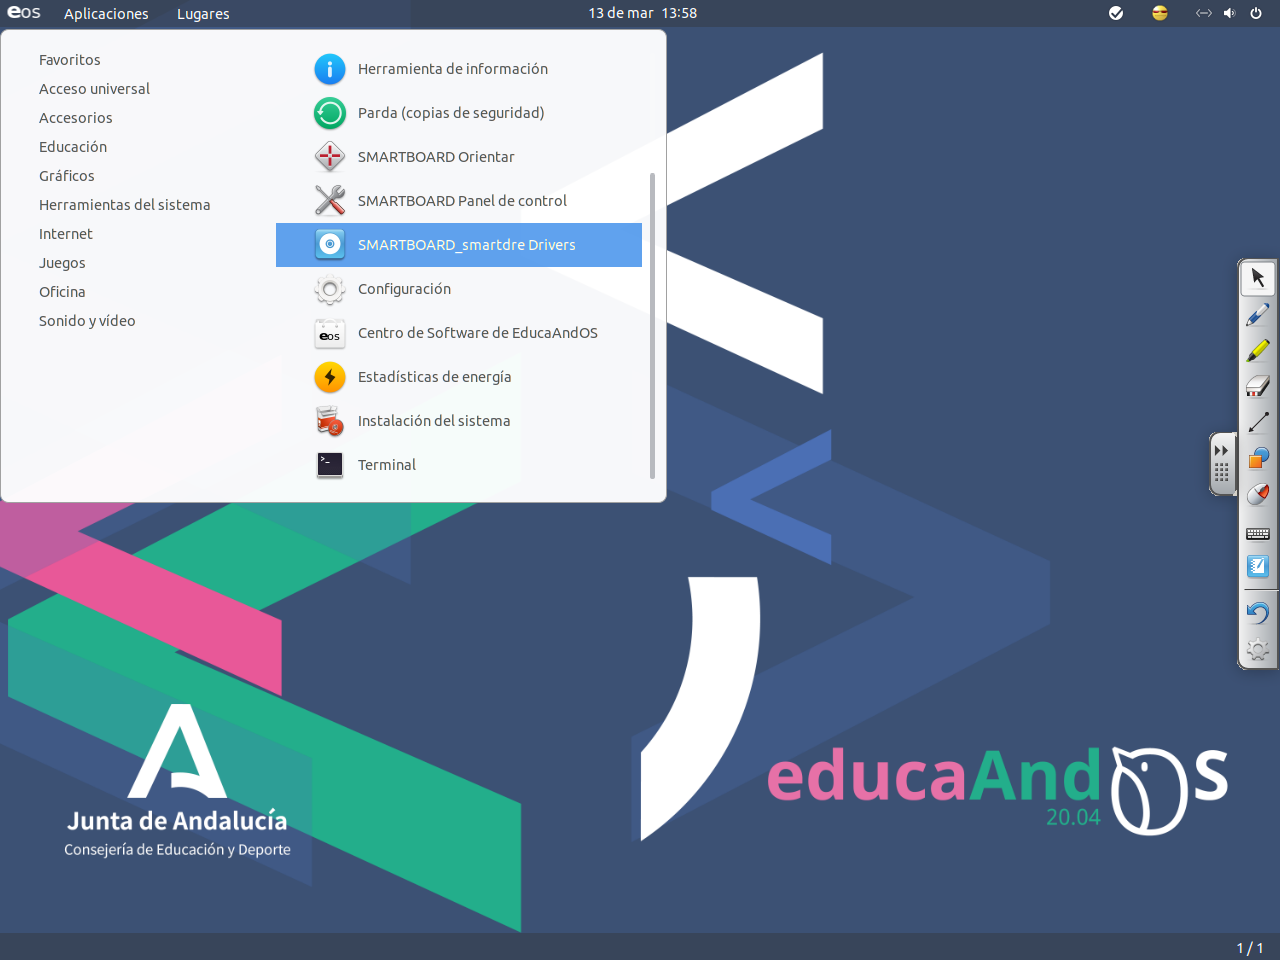 eos Aplicaciones Lugares 13 de mar 13:58
Favoritos
Acceso universal
Accesorios
Educación
Gráficos
Herramientas del sistema
Internet
Juegos
Oficina
Sonido y vídeo
Herramienta de información
Parda (copias de seguridad)
SMARTBOARD Orientar
SMARTBOARD Panel de control
SMARTBOARD_smartdre Drivers
Configuración
eos
Centro de Software de EducaAndOS
Estadísticas de energía
Instalación del sistema
Terminal
Junta de Andalucía
Consejería de Educación y Deporte
educaAndOS
20.04
1 / 1